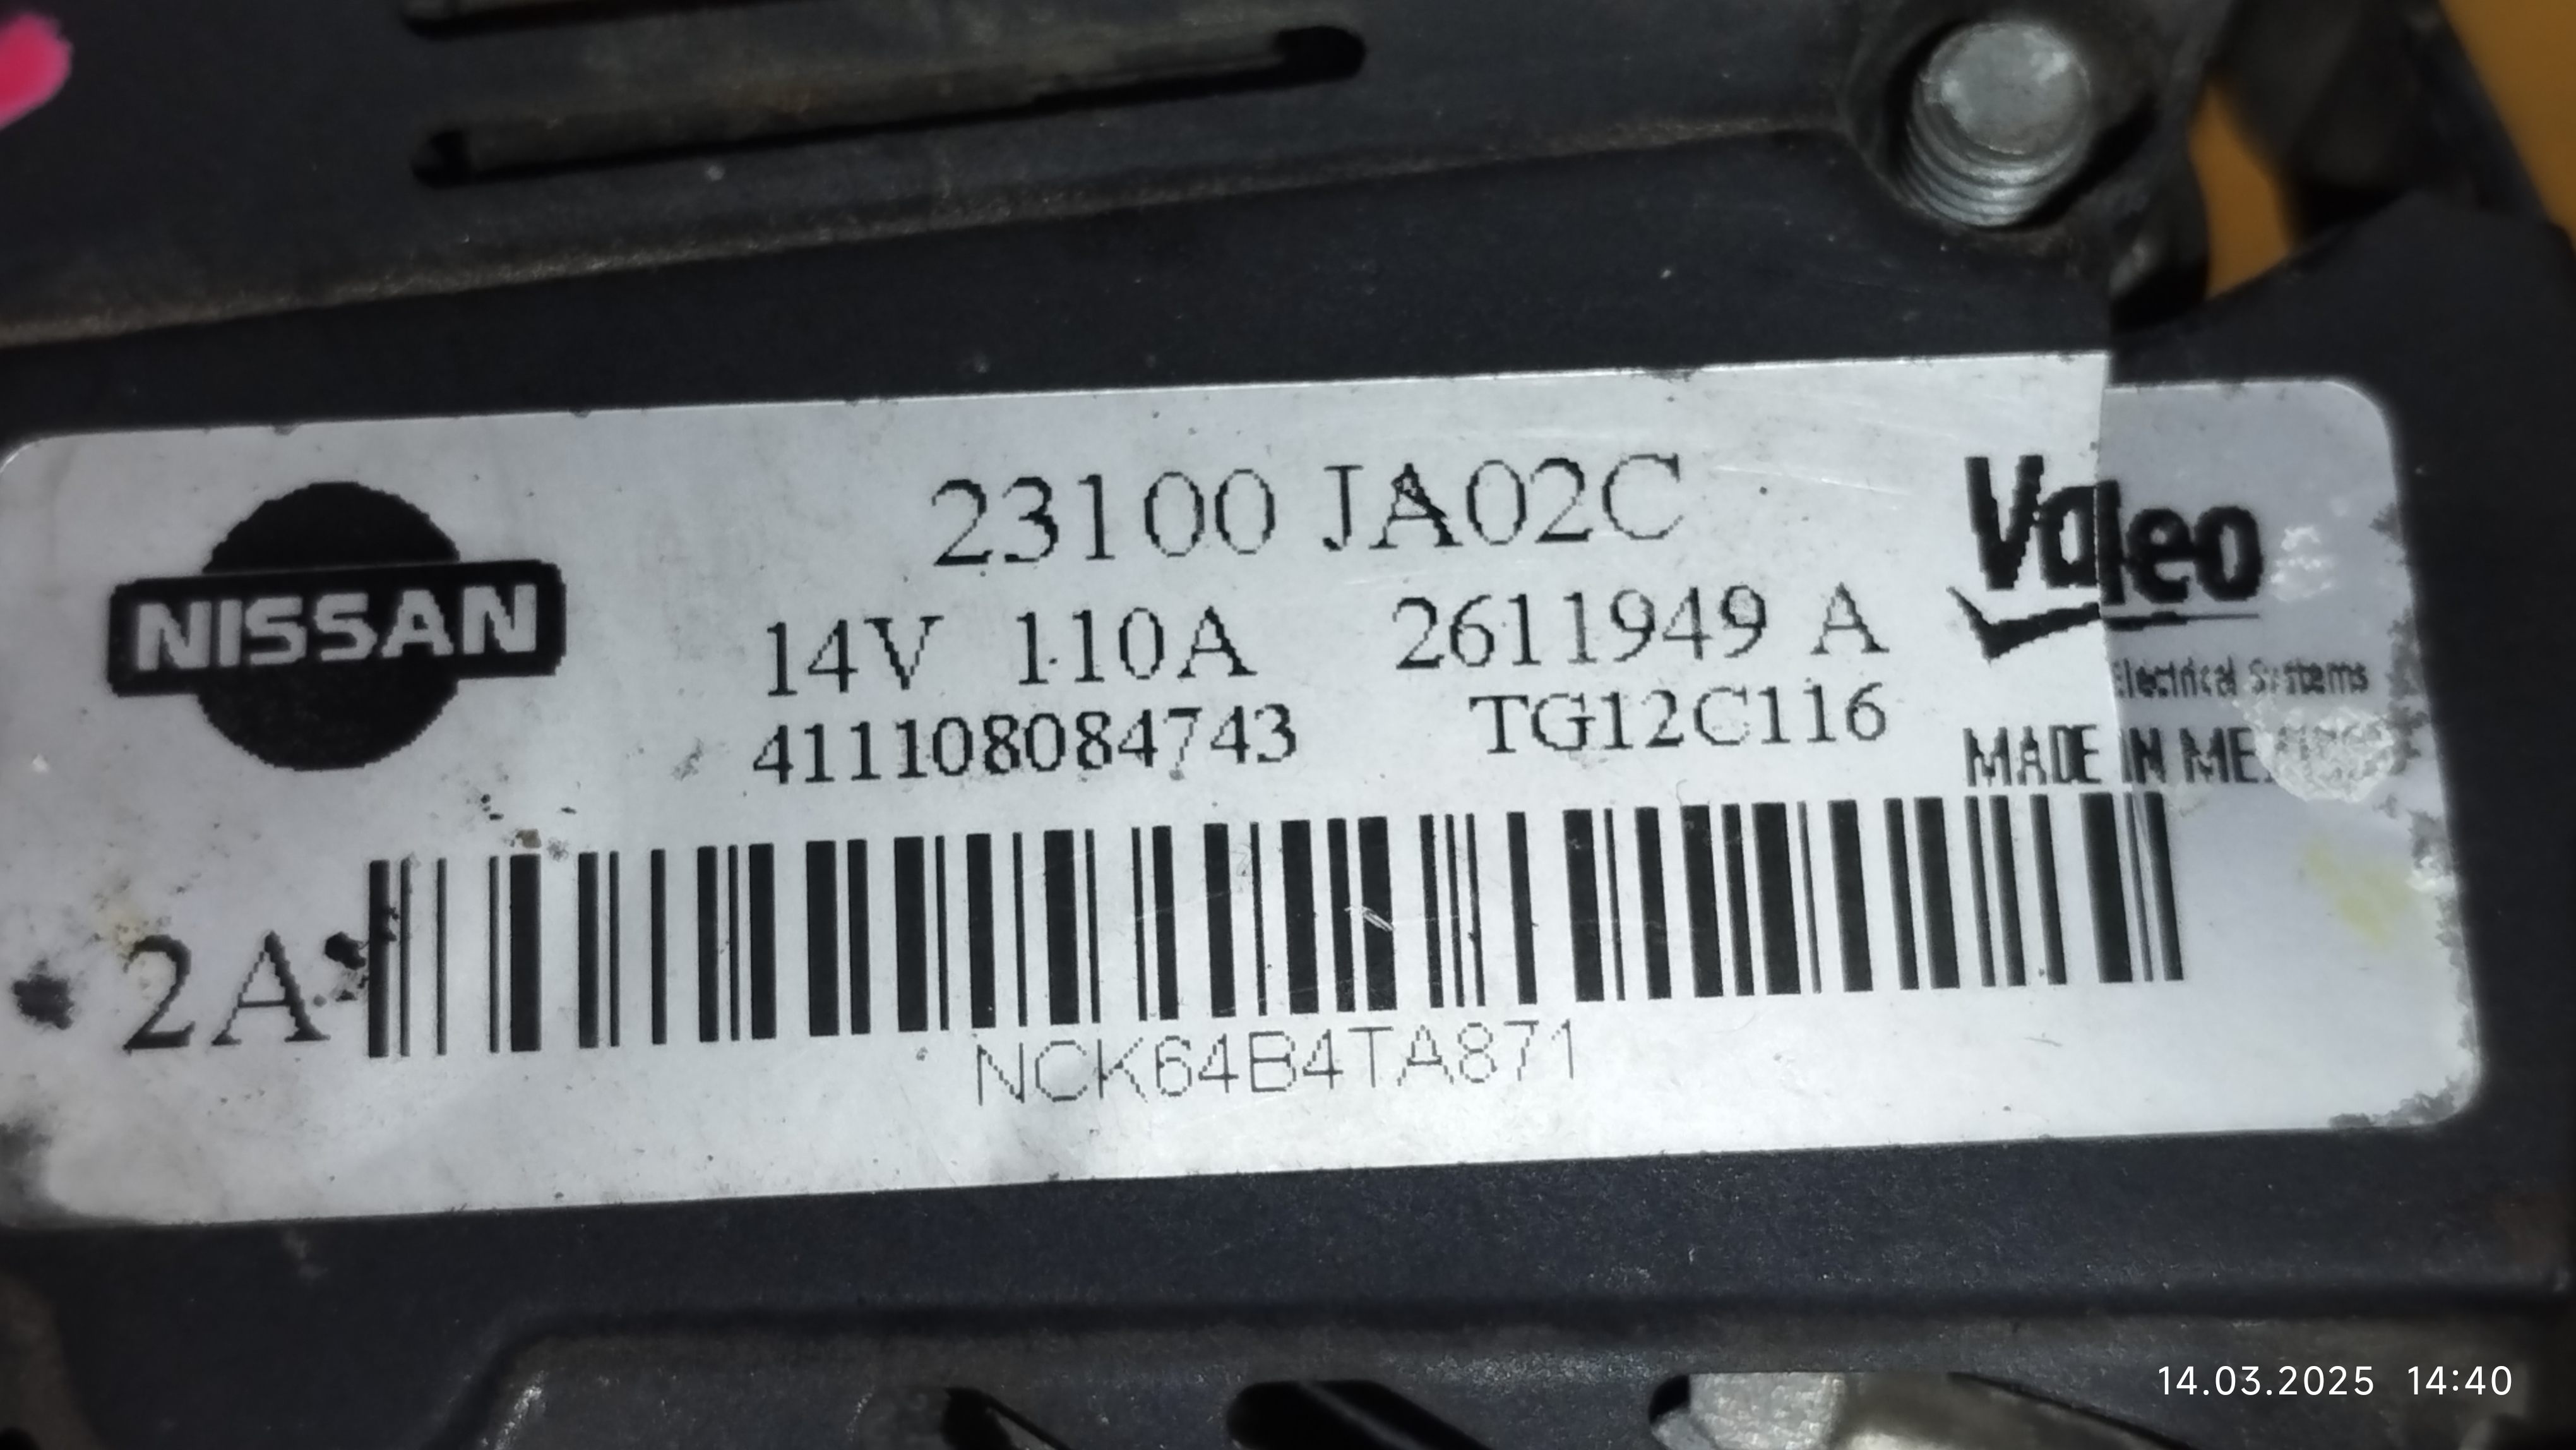 23100 JA02C
NISSAN
Valeo
14V 110A 2611949 A
Electrical Systems
411108084743 TG12C116
MADE IN
2A
NCK64B4TA871
14.03.2025 14:40